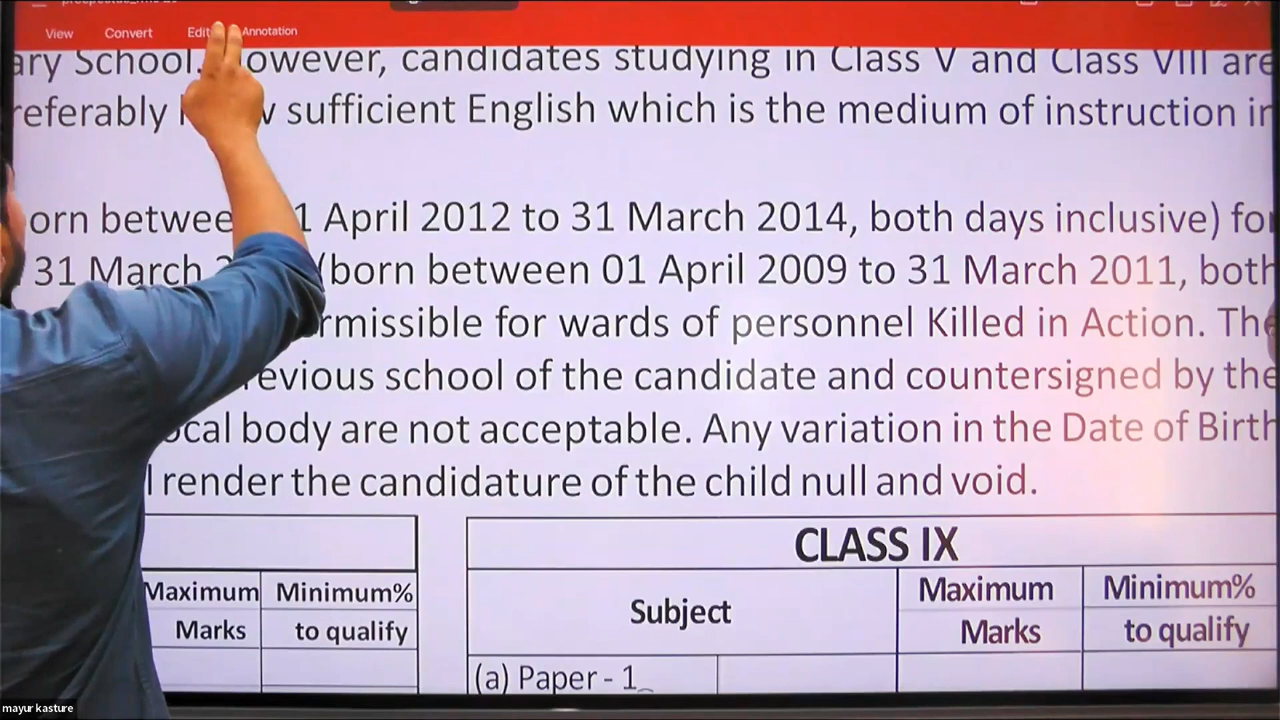 View Convert Edit Annotation
ary School. However, candidates studying in Class V and Class VIII are
referably sufficient English which is the medium of instruction in
orn between 1 April 2012 to 31 March 2014, both days inclusive) for
31 March (born between 01 April 2009 to 31 March 2011, both
rmissible for wards of personnel Killed in Action. The
revious school of the candidate and countersigned by the
ocal body are not acceptable. Any variation in the Date of Birth
l render the candidature of the child null and void.
CLASS IX
Maximum Marks
Minimum% to qualify
Subject
Maximum Marks
Minimum% to qualify
(a) Paper - 1
mayur kasture